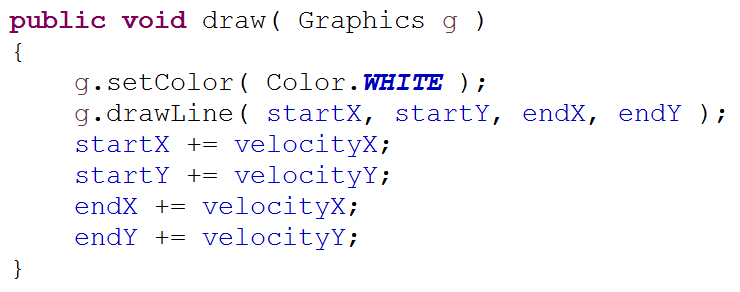 public void draw( Graphics g )
{
    g.setColor( Color.WHITE );
    g.drawLine( startX, startY, endX, endY );
    startX += velocityX;
    startY += velocityY;
    endX += velocityX;
    endY += velocityY;
}